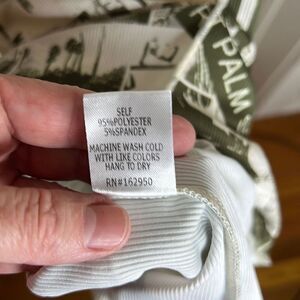 SELF
95%POLYESTER
5%SPANDEX
MACHINE WASH COLD
WITH LIKE COLORS
HANG TO DRY
RN#162950
PALM